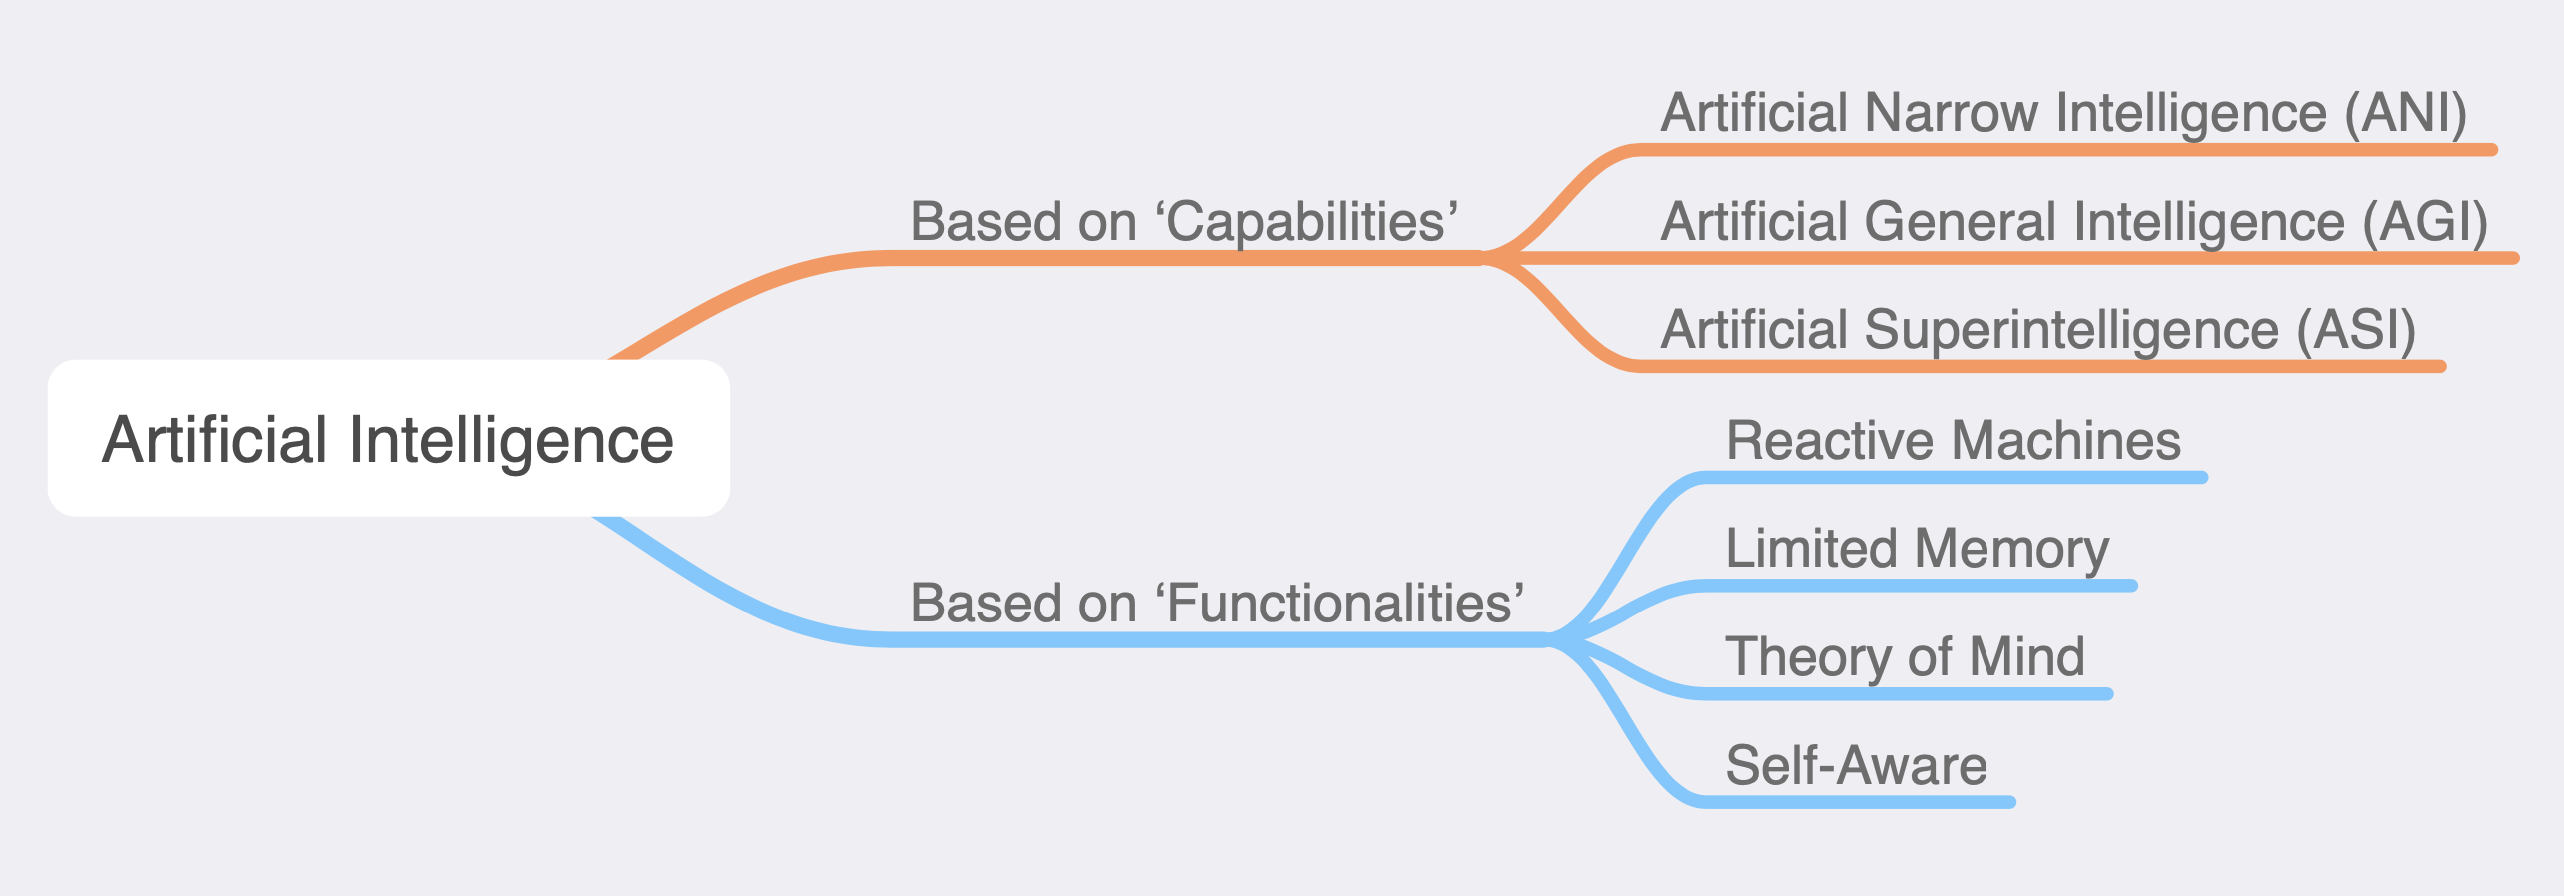 Artificial Intelligence
Based on ‘Capabilities’
Artificial Narrow Intelligence (ANI)
Artificial General Intelligence (AGI)
Artificial Superintelligence (ASI)
Based on ‘Functionalities’
Reactive Machines
Limited Memory
Theory of Mind
Self-Aware